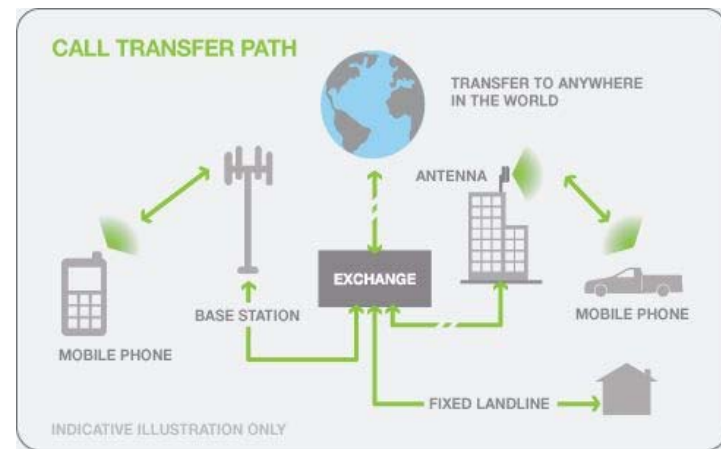 CALL TRANSFER PATH
TRANSFER TO ANYWHERE
IN THE WORLD
ANTENNA
EXCHANGE
BASE STATION
MOBILE PHONE
MOBILE PHONE
FIXED LANDLINE
INDICATIVE ILLUSTRATION ONLY